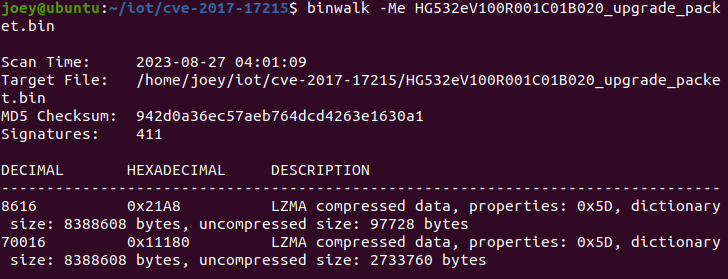 joey@ubuntu:~/iot/cve-2017-17215$ binwalk -Me HG532eV100R001C01B020_upgrade_pack
et.bin

Scan Time:     2023-08-27 04:01:09
Target File:   /home/joey/iot/cve-2017-17215/HG532eV100R001C01B020_upgrade_packe
t.bin
MD5 Checksum:  942d0a36ec57aeb764dcd4263e1630a1
Signatures:    411

DECIMAL       HEXADECIMAL     DESCRIPTION
--------------------------------------------------------------------------------
8616          0x21A8          LZMA compressed data, properties: 0x5D, dictionary
 size: 8388608 bytes, uncompressed size: 97728 bytes
70016         0x11180         LZMA compressed data, properties: 0x5D, dictionary
 size: 8388608 bytes, uncompressed size: 2733760 bytes